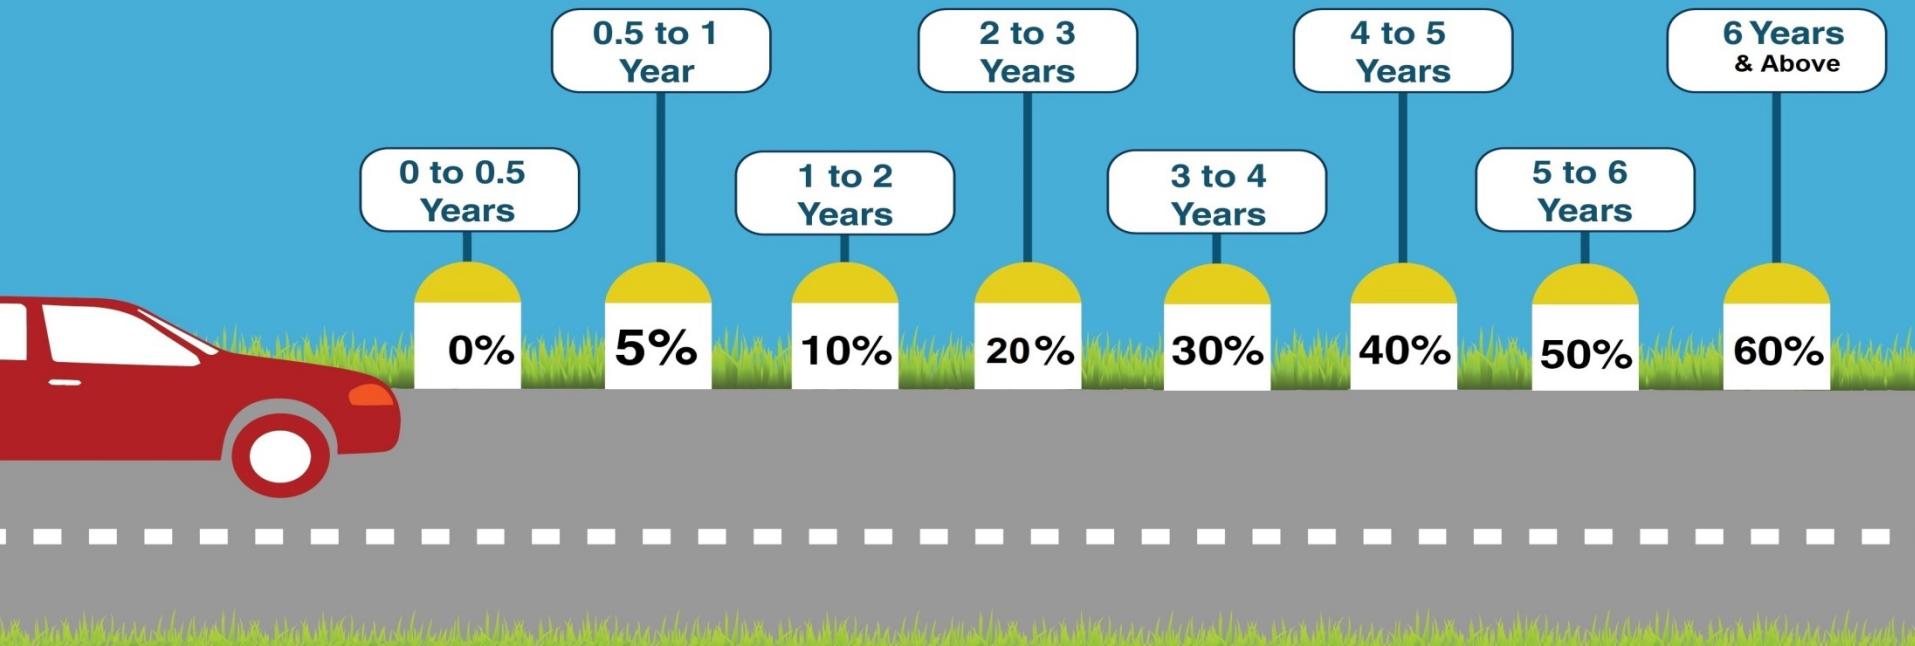 0 to 0.5
Years
0%
0.5 to 1
Year
5%
1 to 2
Years
10%
2 to 3
Years
20%
3 to 4
Years
30%
4 to 5
Years
40%
5 to 6
Years
50%
6 Years
& Above
60%